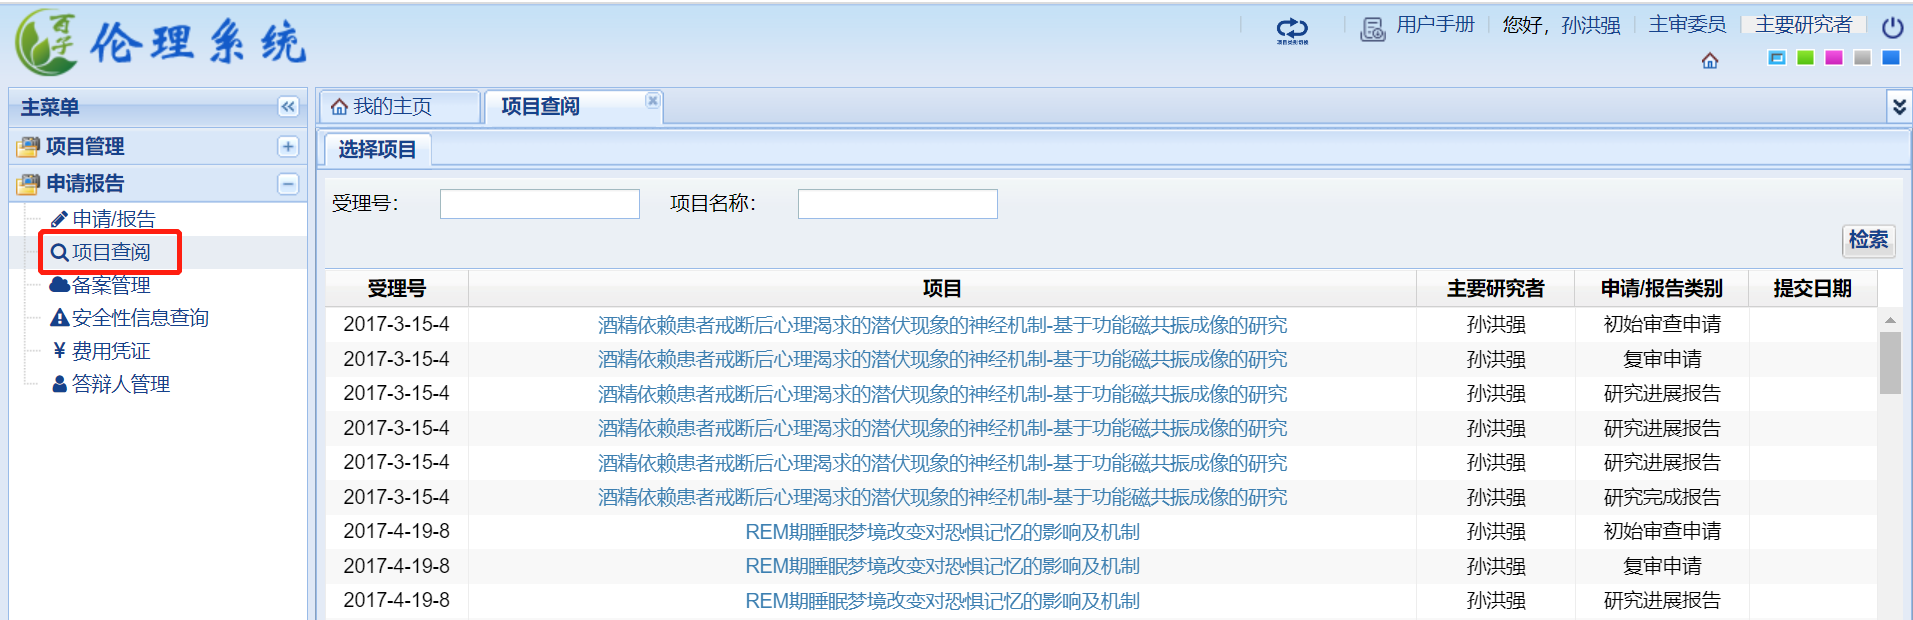 百子
伦理系统
项目类别切换
用户手册
您好，孙洪强
主审委员
主要研究者
主菜单
我的主页
项目查阅
项目管理
选择项目
申请报告
申请/报告
项目查阅
备案管理
安全性信息查询
¥ 费用凭证
答辩人管理
受理号：
项目名称：
检索
受理号 项目 主要研究者 申请/报告类别 提交日期
2017-3-15-4 酒精依赖患者戒断后心理渴求的潜伏现象的神经机制-基于功能磁共振成像的研究 孙洪强 初始审查申请
2017-3-15-4 酒精依赖患者戒断后心理渴求的潜伏现象的神经机制-基于功能磁共振成像的研究 孙洪强 复审申请
2017-3-15-4 酒精依赖患者戒断后心理渴求的潜伏现象的神经机制-基于功能磁共振成像的研究 孙洪强 研究进展报告
2017-3-15-4 酒精依赖患者戒断后心理渴求的潜伏现象的神经机制-基于功能磁共振成像的研究 孙洪强 研究进展报告
2017-3-15-4 酒精依赖患者戒断后心理渴求的潜伏现象的神经机制-基于功能磁共振成像的研究 孙洪强 研究进展报告
2017-3-15-4 酒精依赖患者戒断后心理渴求的潜伏现象的神经机制-基于功能磁共振成像的研究 孙洪强 研究完成报告
2017-4-19-8 REM期睡眠梦境改变对恐惧记忆的影响及机制 孙洪强 初始审查申请
2017-4-19-8 REM期睡眠梦境改变对恐惧记忆的影响及机制 孙洪强 复审申请
2017-4-19-8 REM期睡眠梦境改变对恐惧记忆的影响及机制 孙洪强 研究进展报告